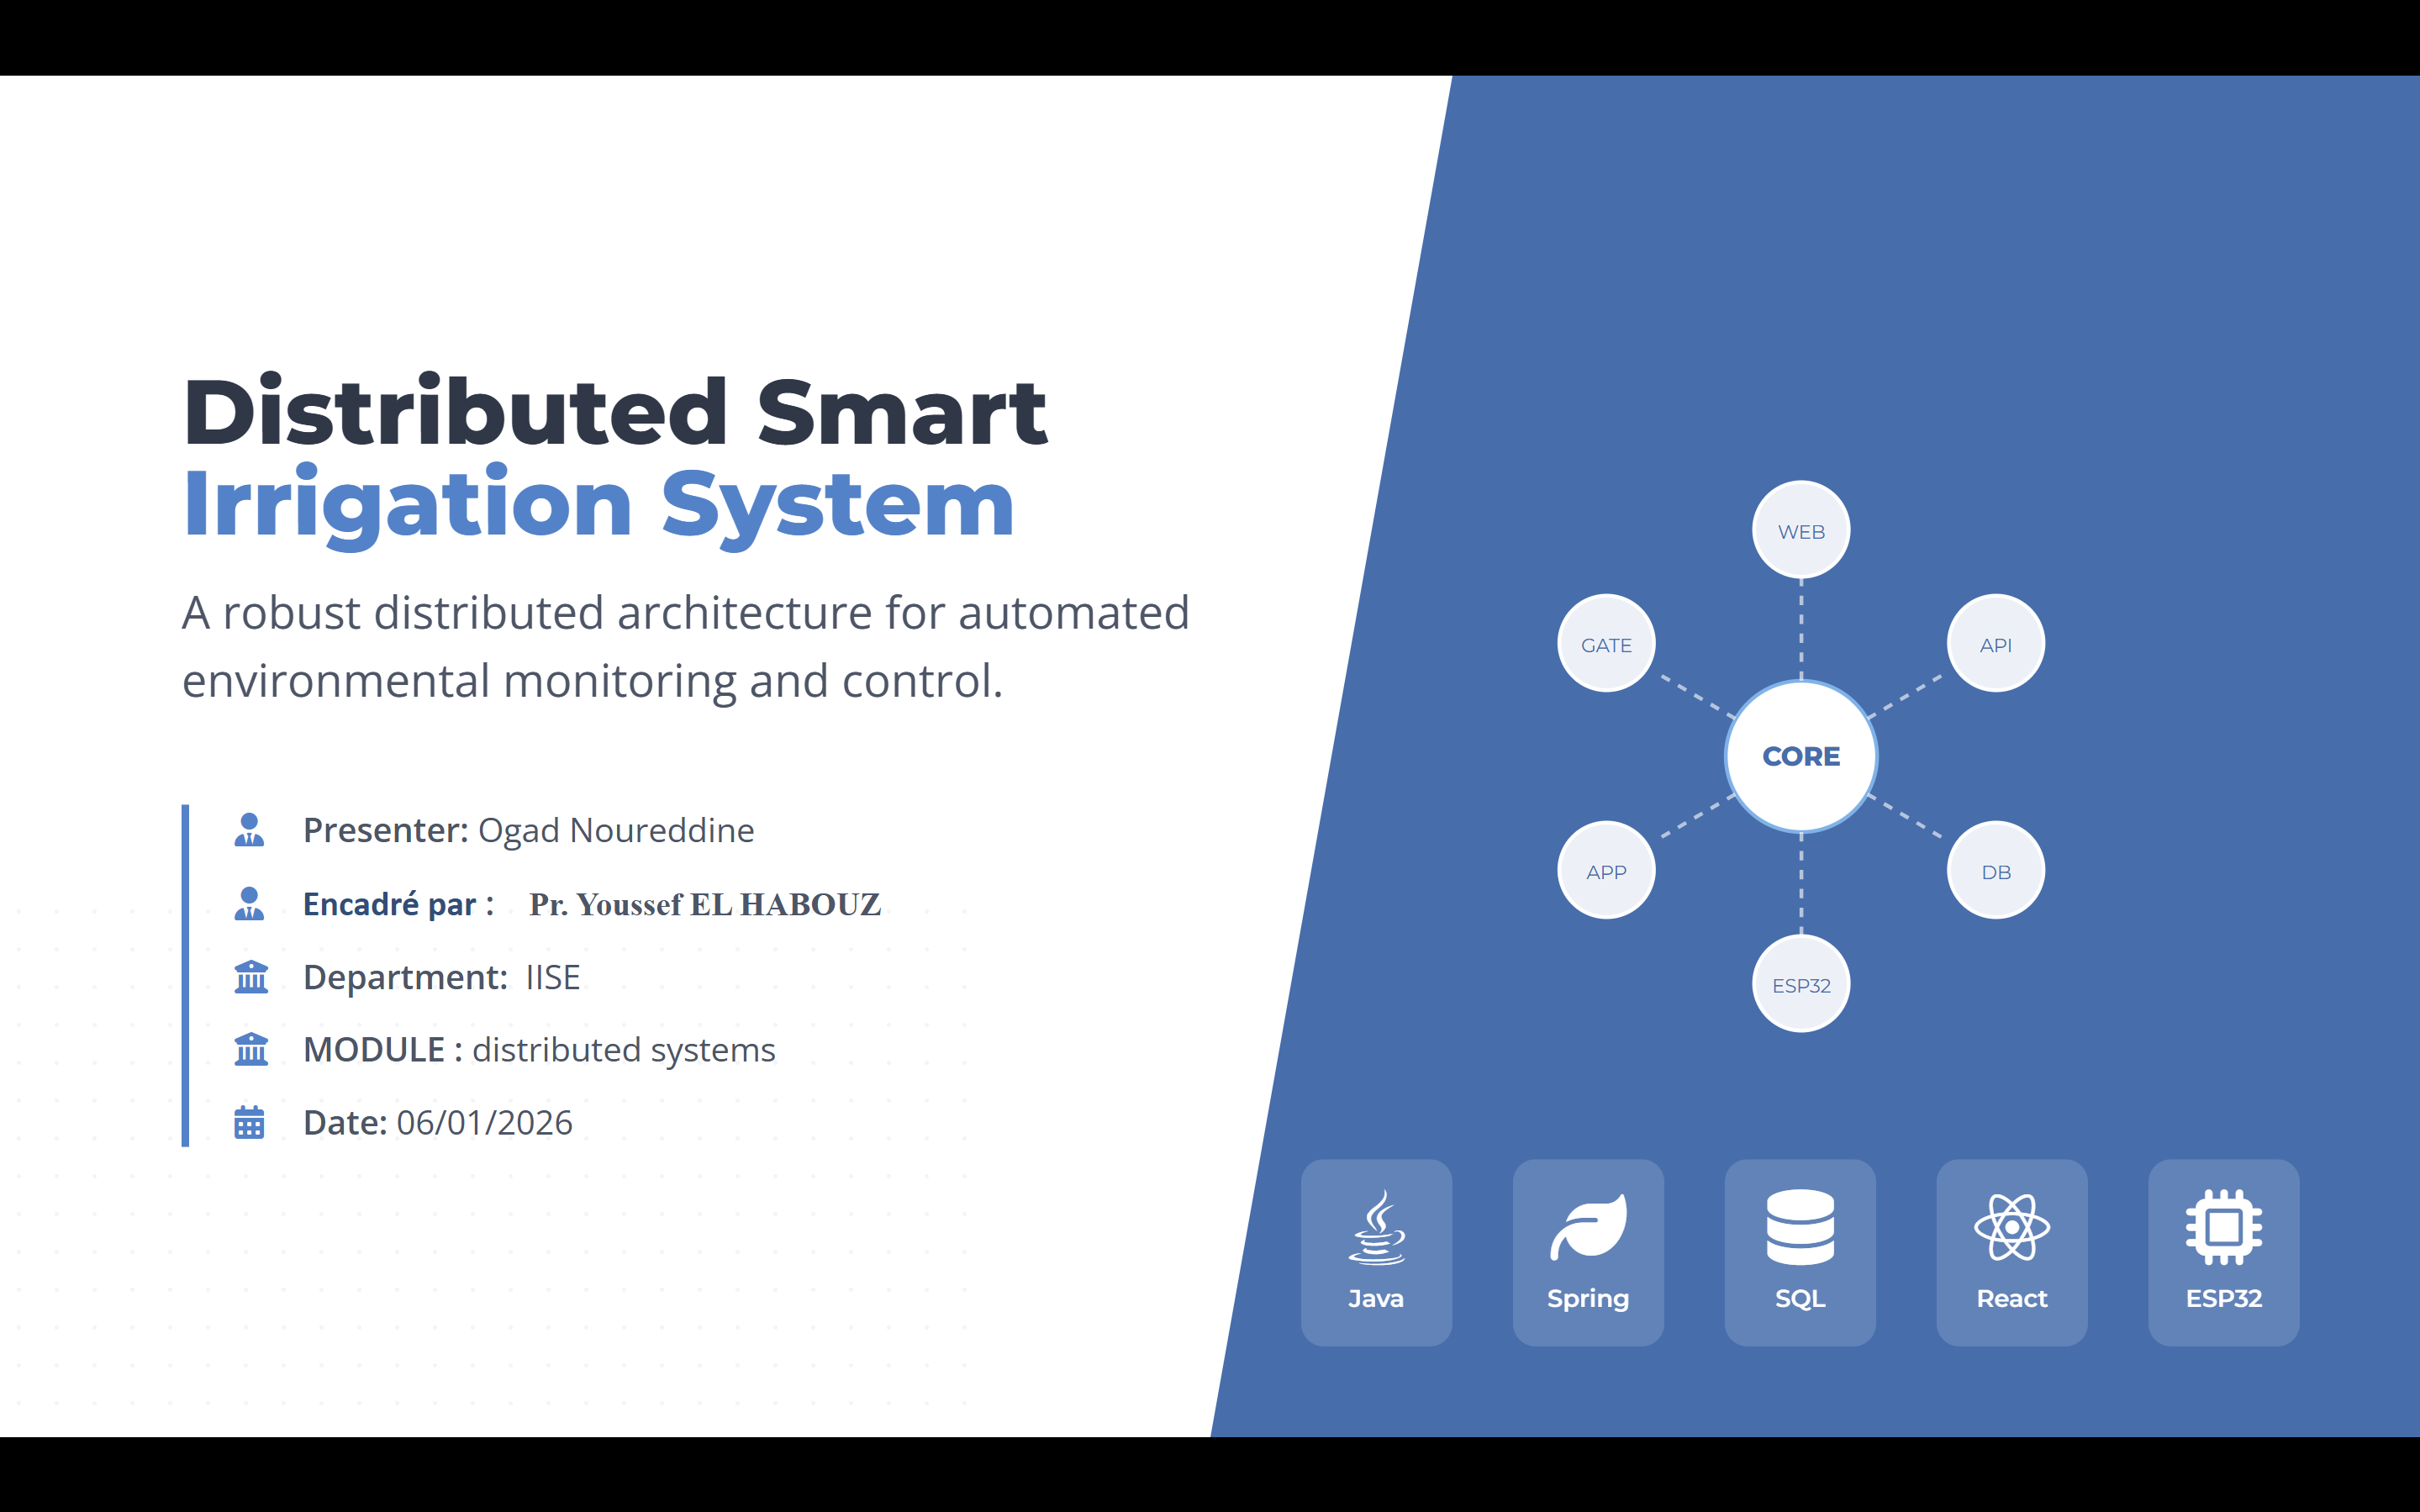 Distributed Smart
Irrigation System
A robust distributed architecture for automated
environmental monitoring and control.
Presenter: Ogad Noureddine
Encadré par : Pr. Youssef EL HABOUZ
Department: IISE
MODULE : distributed systems
Date: 06/01/2026
WEB
GATE
API
CORE
APP
DB
ESP32
Java
Spring
SQL
React
ESP32